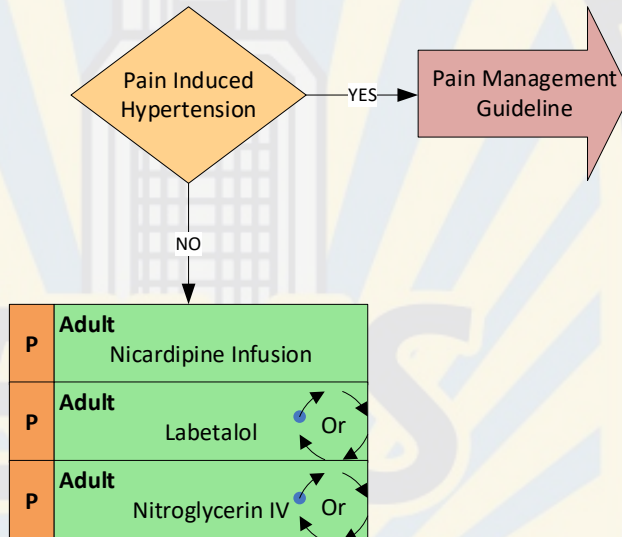 Pain Induced
Hypertension
YES
Pain Management
Guideline
NO
P
Adult
Nicardipine Infusion
P
Adult
Labetalol
Or
P
Adult
Nitroglycerin IV
Or
S